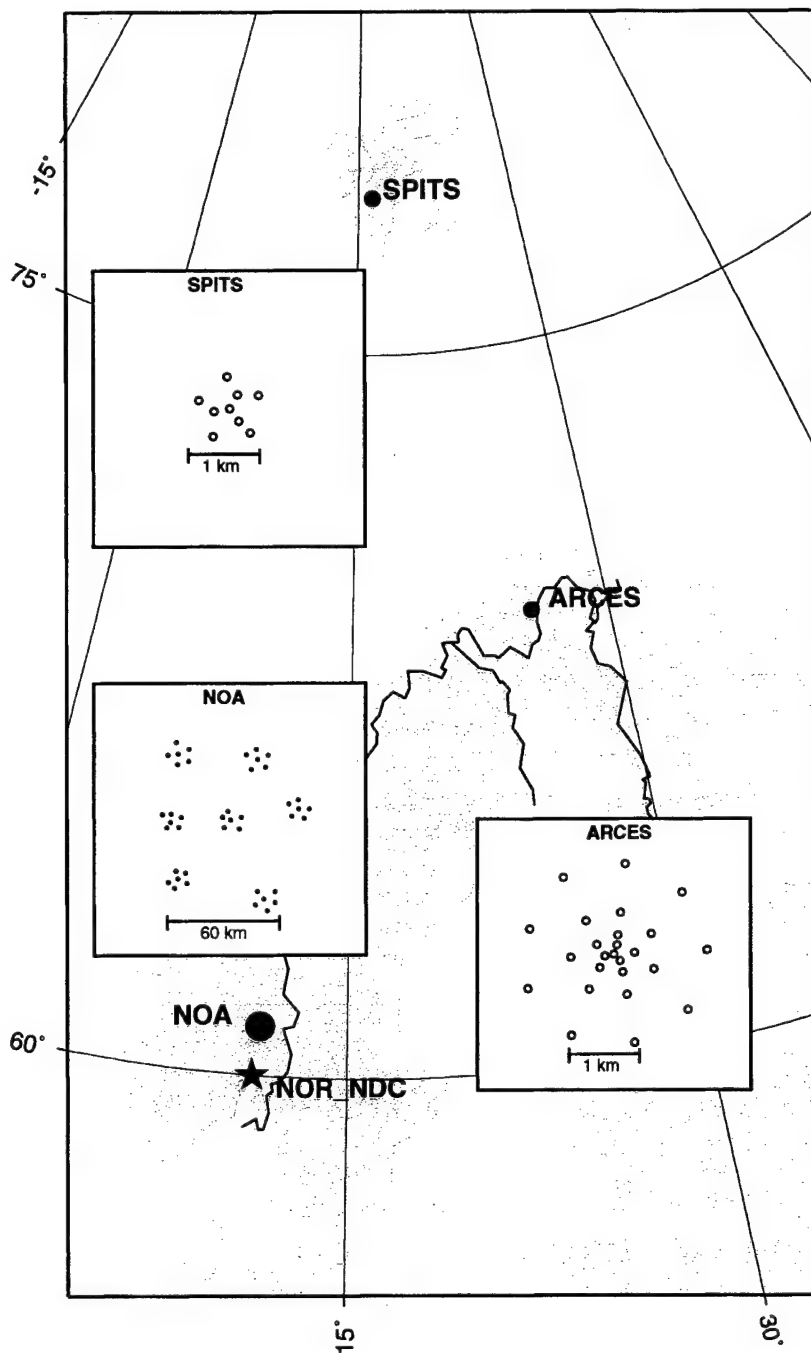 -15°
SPITS
75°
SPITS
1 km
ARCES
NOA
60 km
ARCES
1 km
NOA
60°
NOR_NDC
15°
30°